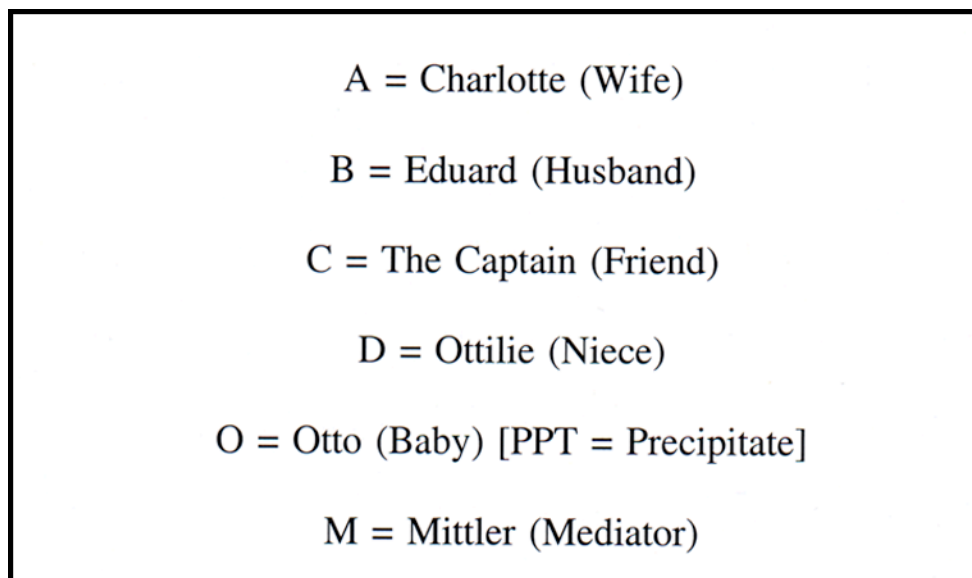 A = Charlotte (Wife)
B = Eduard (Husband)
C = The Captain (Friend)
D = Ottilie (Niece)
O = Otto (Baby) [PPT = Precipitate]
M = Mittler (Mediator)